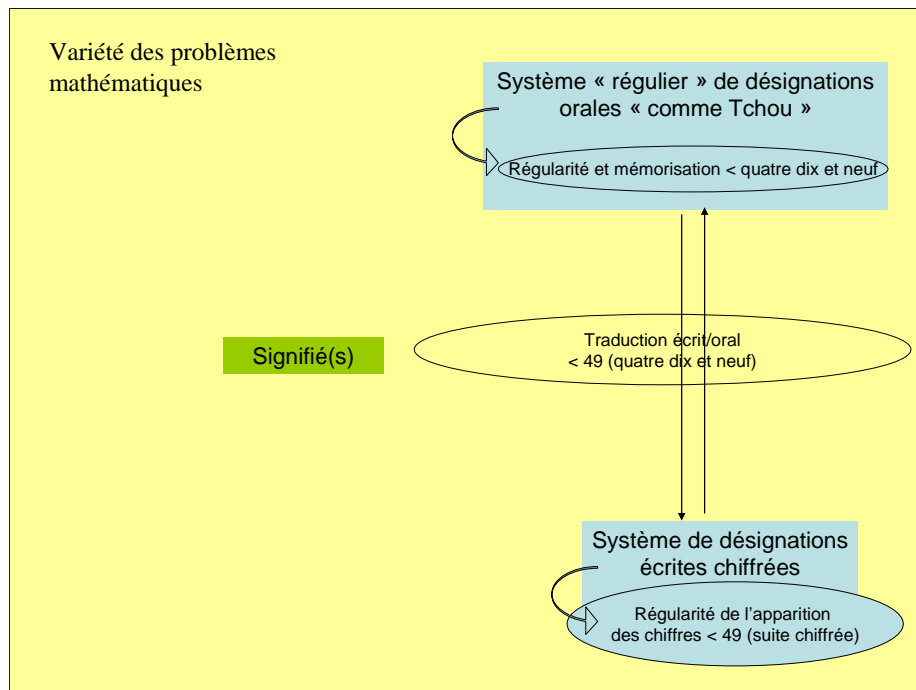 Variété des problèmes
mathématiques
Système « régulier » de désignations
orales « comme Tchou »
Régularité et mémorisation < quatre dix et neuf
Traduction écrit/oral
< 49 (quatre dix et neuf)
Signifié(s)
Système de désignations
écrites chiffrées
Régularité de l’apparition
des chiffres < 49 (suite chiffrée)